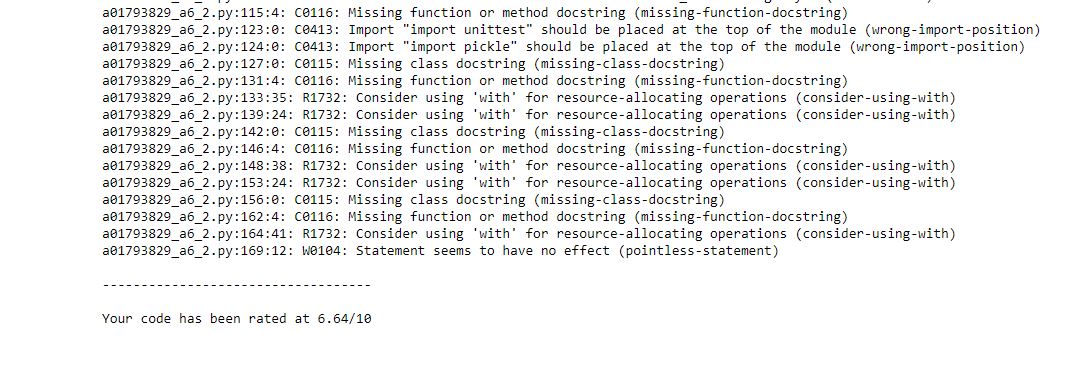 a01793829_a6_2.py:115:4: C0116: Missing function or method docstring (missing-function-docstring)
a01793829_a6_2.py:123:0: C0413: Import "import unittest" should be placed at the top of the module (wrong-import-position)
a01793829_a6_2.py:124:0: C0413: Import "import pickle" should be placed at the top of the module (wrong-import-position)
a01793829_a6_2.py:127:0: C0115: Missing class docstring (missing-class-docstring)
a01793829_a6_2.py:131:4: C0116: Missing function or method docstring (missing-function-docstring)
a01793829_a6_2.py:133:35: R1732: Consider using 'with' for resource-allocating operations (consider-using-with)
a01793829_a6_2.py:139:24: R1732: Consider using 'with' for resource-allocating operations (consider-using-with)
a01793829_a6_2.py:142:0: C0115: Missing class docstring (missing-class-docstring)
a01793829_a6_2.py:146:4: C0116: Missing function or method docstring (missing-function-docstring)
a01793829_a6_2.py:148:38: R1732: Consider using 'with' for resource-allocating operations (consider-using-with)
a01793829_a6_2.py:153:24: R1732: Consider using 'with' for resource-allocating operations (consider-using-with)
a01793829_a6_2.py:156:0: C0115: Missing class docstring (missing-class-docstring)
a01793829_a6_2.py:162:4: C0116: Missing function or method docstring (missing-function-docstring)
a01793829_a6_2.py:164:41: R1732: Consider using 'with' for resource-allocating operations (consider-using-with)
a01793829_a6_2.py:169:12: W0104: Statement seems to have no effect (pointless-statement)
-----------------------------------
Your code has been rated at 6.64/10